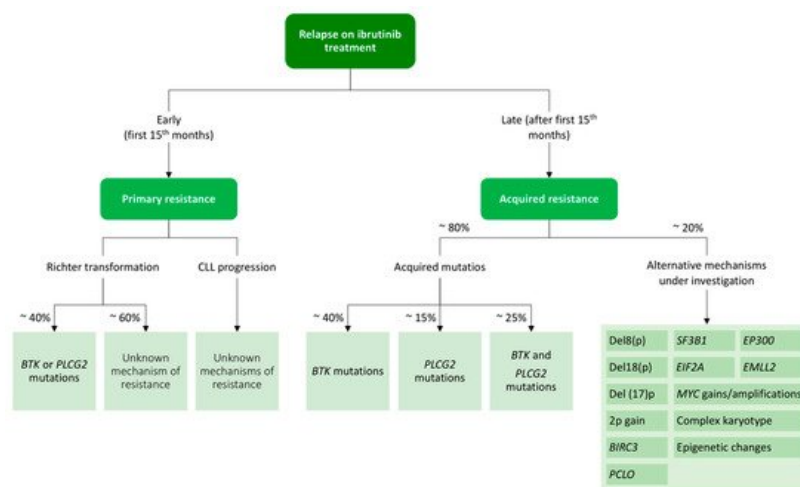 Relapse on ibrutinib
treatment
Early
(first 15th months)
Late (after first 15th
months)
Primary resistance
Acquired resistance
~ 80%
~ 20%
Richter transformation
CLL progression
Acquired mutatios
Alternative mechanisms
under investigation
~ 40%
~ 60%
~ 40%
~ 15%
~ 25%
BTK or PLCG2
mutations
Unknown
mechanism of
resistance
Unknown
mechanisms of
resistance
BTK mutations
PLCG2
mutations
BTK and
PLCG2
mutations
Del8(p)
SF3B1
EP300
Del18(p)
EIF2A
EMLL2
Del (17)p
MYC gains/amplifications
2p gain
Complex karyotype
BIRC3
Epigenetic changes
PCLO